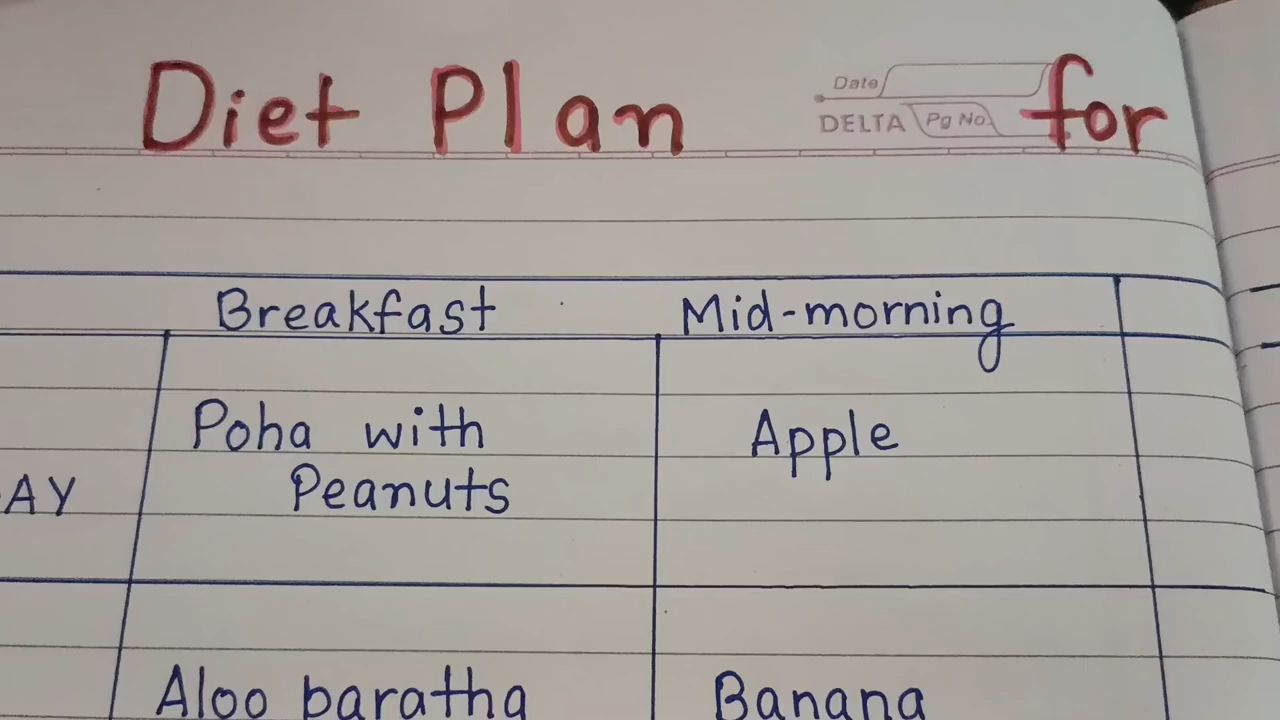 Diet Plan for
Date
DELTA Pg No.
Breakfast Mid-morning
Poha with Apple
AY Peanuts
Aloo baratha Banana